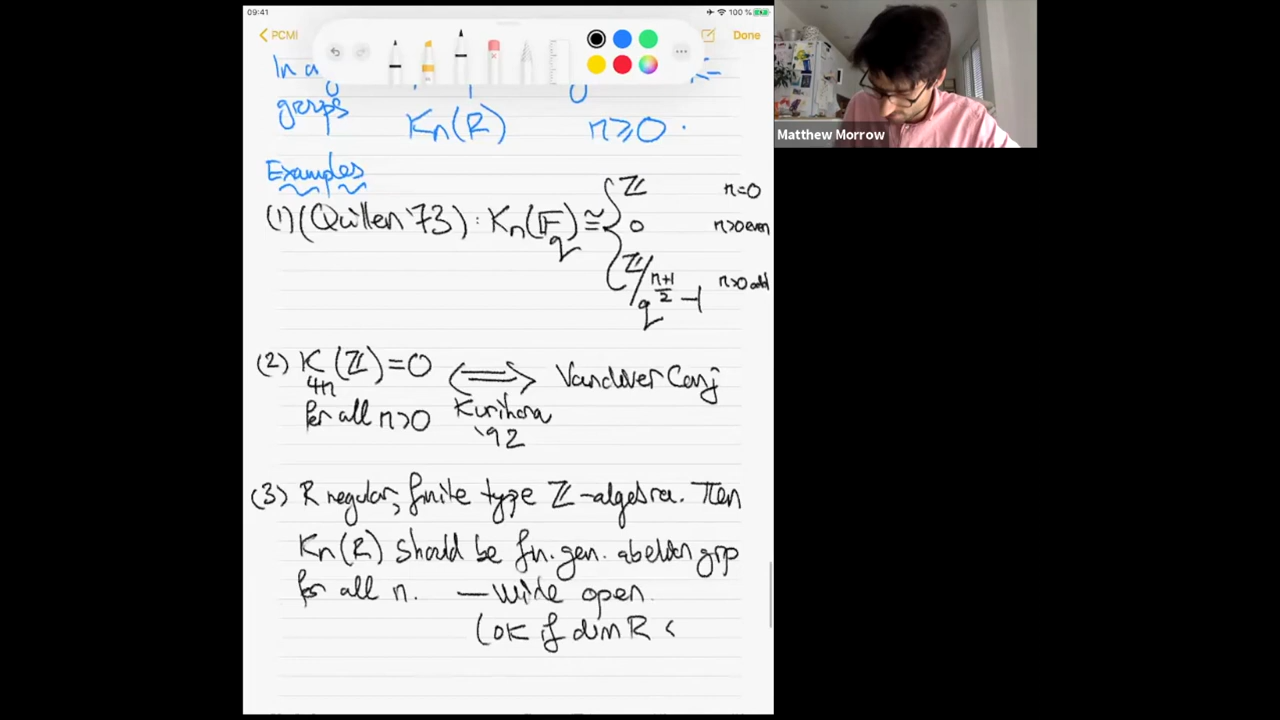 09:41
100 %
PCMI
Done
In a
groups
Kn(R) n≥0.
Examples
(1) (Quillen '73): Kn(𝔽q) ≅ { ℤ n=0
0 n>0 even
ℤ/q^(n+1)/2 −1 n>0 odd
(2) K4n(ℤ)=0 ⟺ Vandiver Conj
for all n>0 Kurihara
'92
(3) R regular, finite type ℤ-algebra. Then
Kn(R) should be fin. gen. abelian grp
for all n. — wide open.
(OK if dim R <
Matthew Morrow